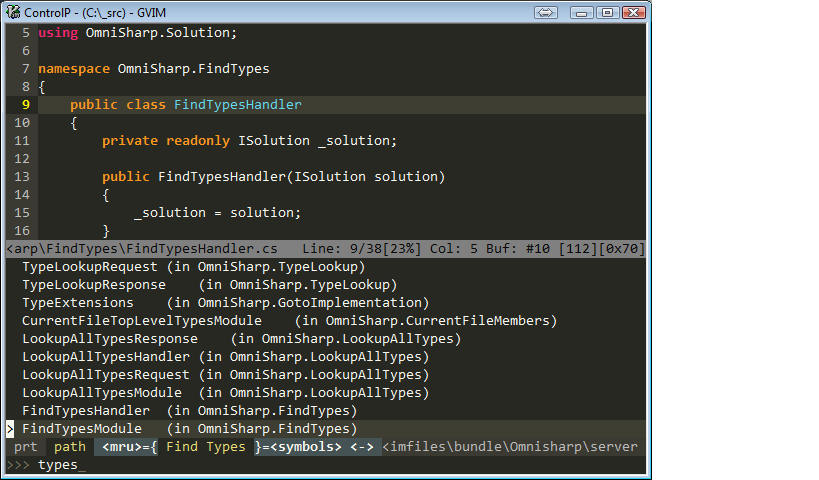 ControlP - (C:\_src) - GVIM
5 using OmniSharp.Solution;
6
7 namespace OmniSharp.FindTypes
8 {
9     public class FindTypesHandler
10     {
11         private readonly ISolution _solution;
12
13         public FindTypesHandler(ISolution solution)
14         {
15             _solution = solution;
16         }
<arp\FindTypes\FindTypesHandler.cs   Line: 9/38[23%] Col: 5 Buf: #10 [112][0x70]
TypeLookupRequest (in OmniSharp.TypeLookup)
TypeLookupResponse    (in OmniSharp.TypeLookup)
TypeExtensions    (in OmniSharp.GotoImplementation)
CurrentFileTopLevelTypesModule    (in OmniSharp.CurrentFileMembers)
LookupAllTypesResponse    (in OmniSharp.LookupAllTypes)
LookupAllTypesHandler (in OmniSharp.LookupAllTypes)
LookupAllTypesRequest (in OmniSharp.LookupAllTypes)
LookupAllTypesModule  (in OmniSharp.LookupAllTypes)
FindTypesHandler  (in OmniSharp.FindTypes)
> FindTypesModule   (in OmniSharp.FindTypes)
prt  path  <mru>={ Find Types }=<symbols> <-> <imfiles\bundle\Omnisharp\server
>>> types_